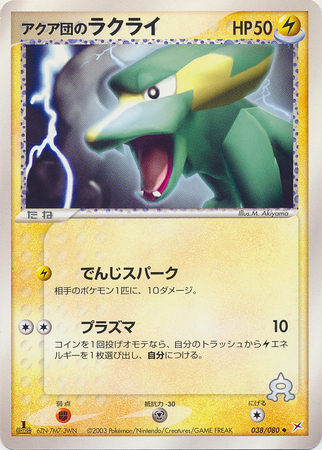 アクア団のラクライ HP50
Illus.M. Akiyama
たね
でんじスパーク
相手のポケモン1匹に、10ダメージ。
プラズマ 10
コインを1回投げオモテなら、自分のトラッシュからエネ
ルギーを1枚選び出し、自分につける。
弱点 抵抗力 -30 にげる
1
EDITION
6ZN-7M7-3WN ©2003 Pokémon/Nintendo/Creatures/GAME FREAK. 038/080